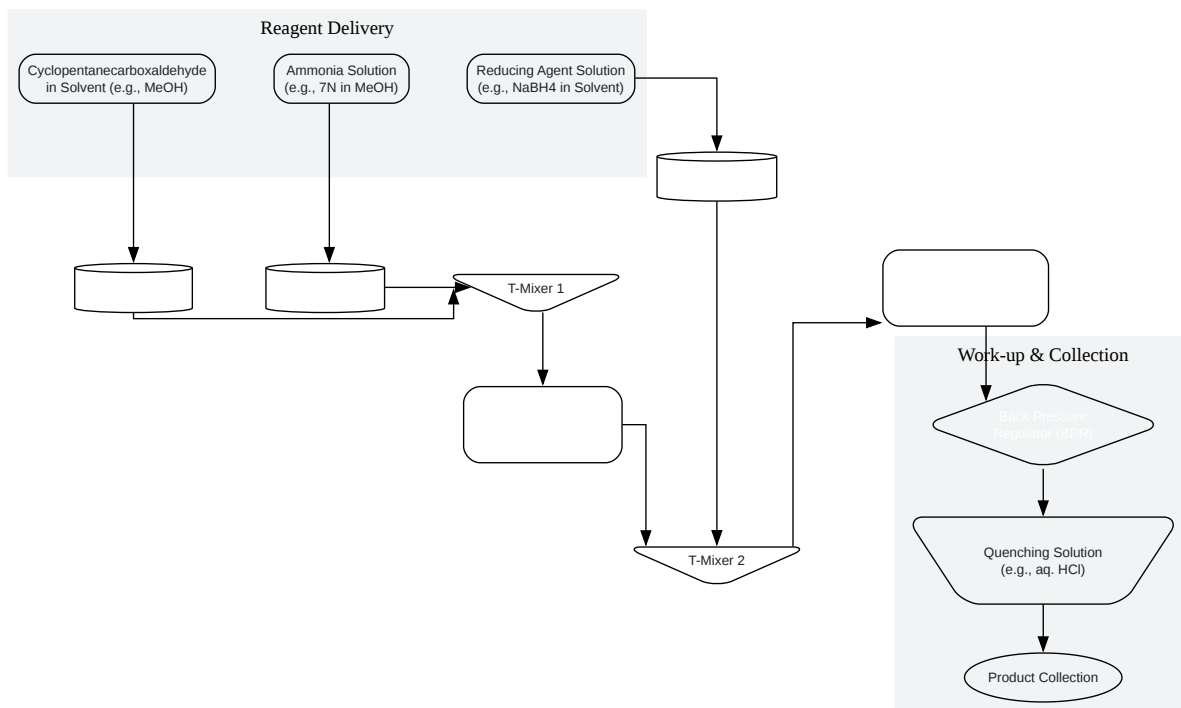 Reagent Delivery
Cyclopentanecarboxaldehyde
in Solvent (e.g., MeOH)
Ammonia Solution
(e.g., 7N in MeOH)
Reducing Agent Solution
(e.g., NaBH4 in Solvent)
T-Mixer 1
Work-up & Collection
Back Pressure
Regulator (BPR)
T-Mixer 2
Quenching Solution
(e.g., aq. HCl)
Product Collection